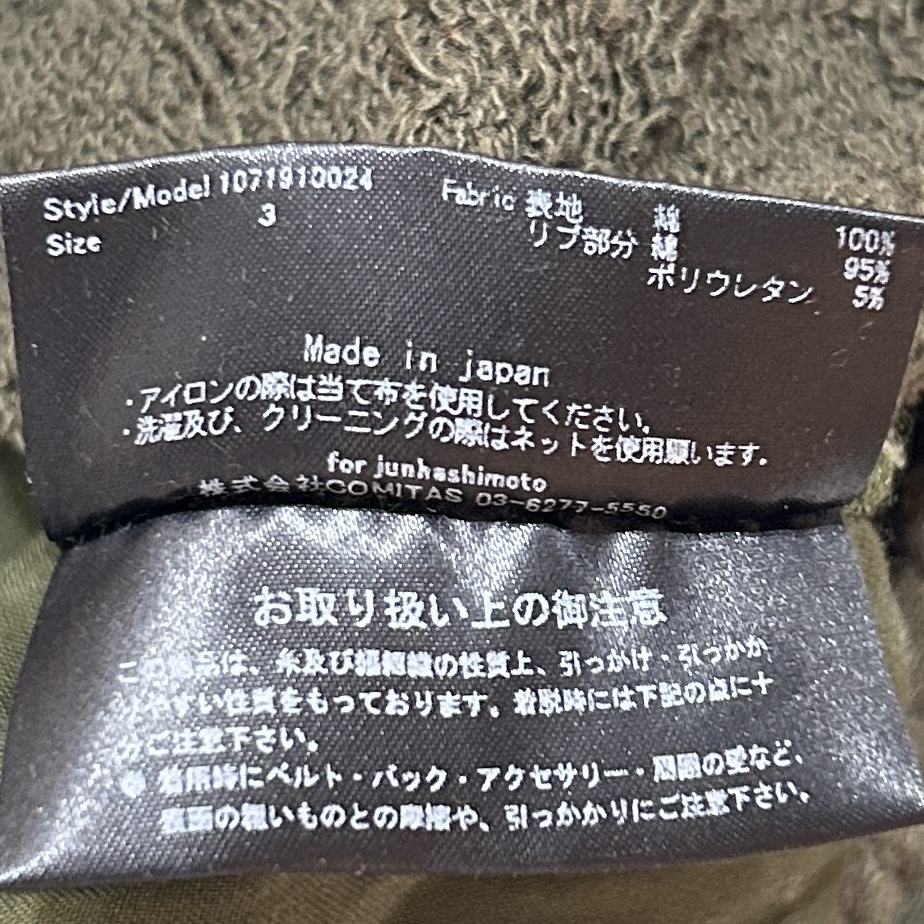 Style/Model 1071910024
Size 3
Fabric 表地 綿 100%
リブ部分 綿 95%
ポリウレタン 5%
Made in japan
・アイロンの際は当て布を使用してください。
・洗濯及び、クリーニングの際はネットを使用願います。
for junhashimoto
株式会社COMITAS 03-6277-5550
お取り扱い上の御注意
この商品は、糸及び編組織の性質上、引っかけ・引っかか
りやすい性質をもっております。着脱時には下記の点に十
分ご注意下さい。
● 着用時にベルト・バック・アクセサリー・周囲の壁など、
表面の粗いものとの摩擦や、引っかかりにご注意下さい。